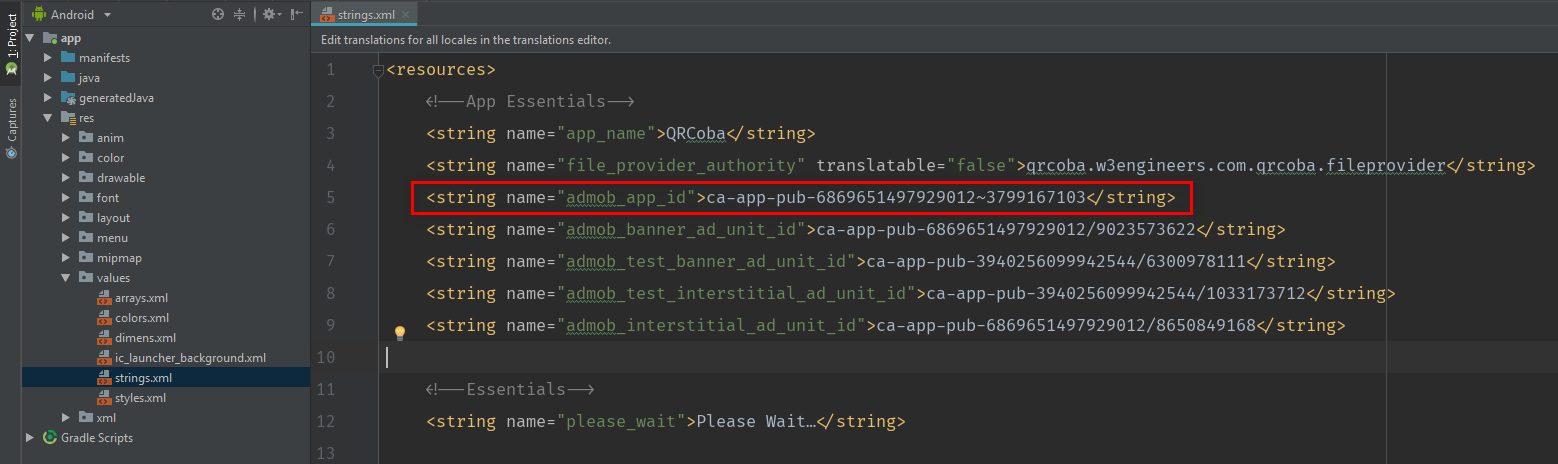 Android
strings.xml
1: Project
Captures
app
manifests
java
generatedJava
res
anim
color
drawable
font
layout
menu
mipmap
values
arrays.xml
colors.xml
dimens.xml
ic_launcher_background.xml
strings.xml
styles.xml
xml
Gradle Scripts
Edit translations for all locales in the translations editor.
1 <resources>
2 <!--App Essentials-->
3 <string name="app_name">QRCoba</string>
4 <string name="file_provider_authority" translatable="false">qrcoba.w3engineers.com.qrcoba.fileprovider</string>
5 <string name="admob_app_id">ca-app-pub-6869651497929012~3799167103</string>
6 <string name="admob_banner_ad_unit_id">ca-app-pub-6869651497929012/9023573622</string>
7 <string name="admob_test_banner_ad_unit_id">ca-app-pub-3940256099942544/6300978111</string>
8 <string name="admob_test_interstitial_ad_unit_id">ca-app-pub-3940256099942544/1033173712</string>
9 <string name="admob_interstitial_ad_unit_id">ca-app-pub-6869651497929012/8650849168</string>
10
11 <!--Essentials-->
12 <string name="please_wait">Please Wait…</string>
13